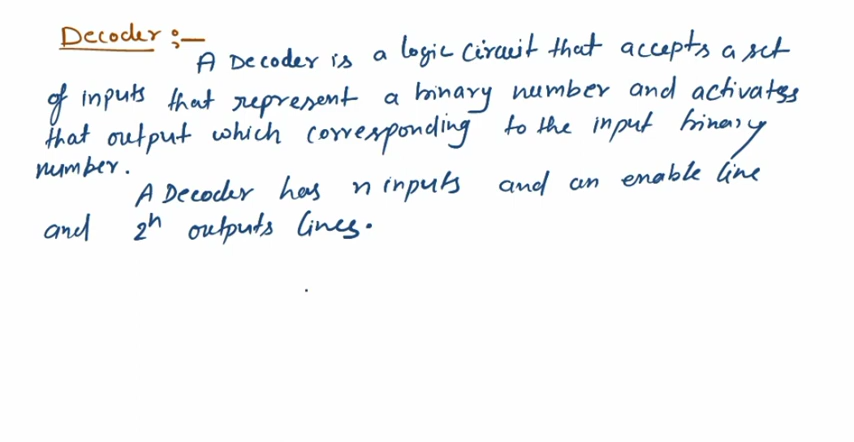 Decoder :-
A Decoder is a logic circuit that accepts a set
of inputs that represent a binary number and activates
that output which corresponding to the input binary
number.
A Decoder has n inputs and an enable line
and 2ⁿ outputs lines.